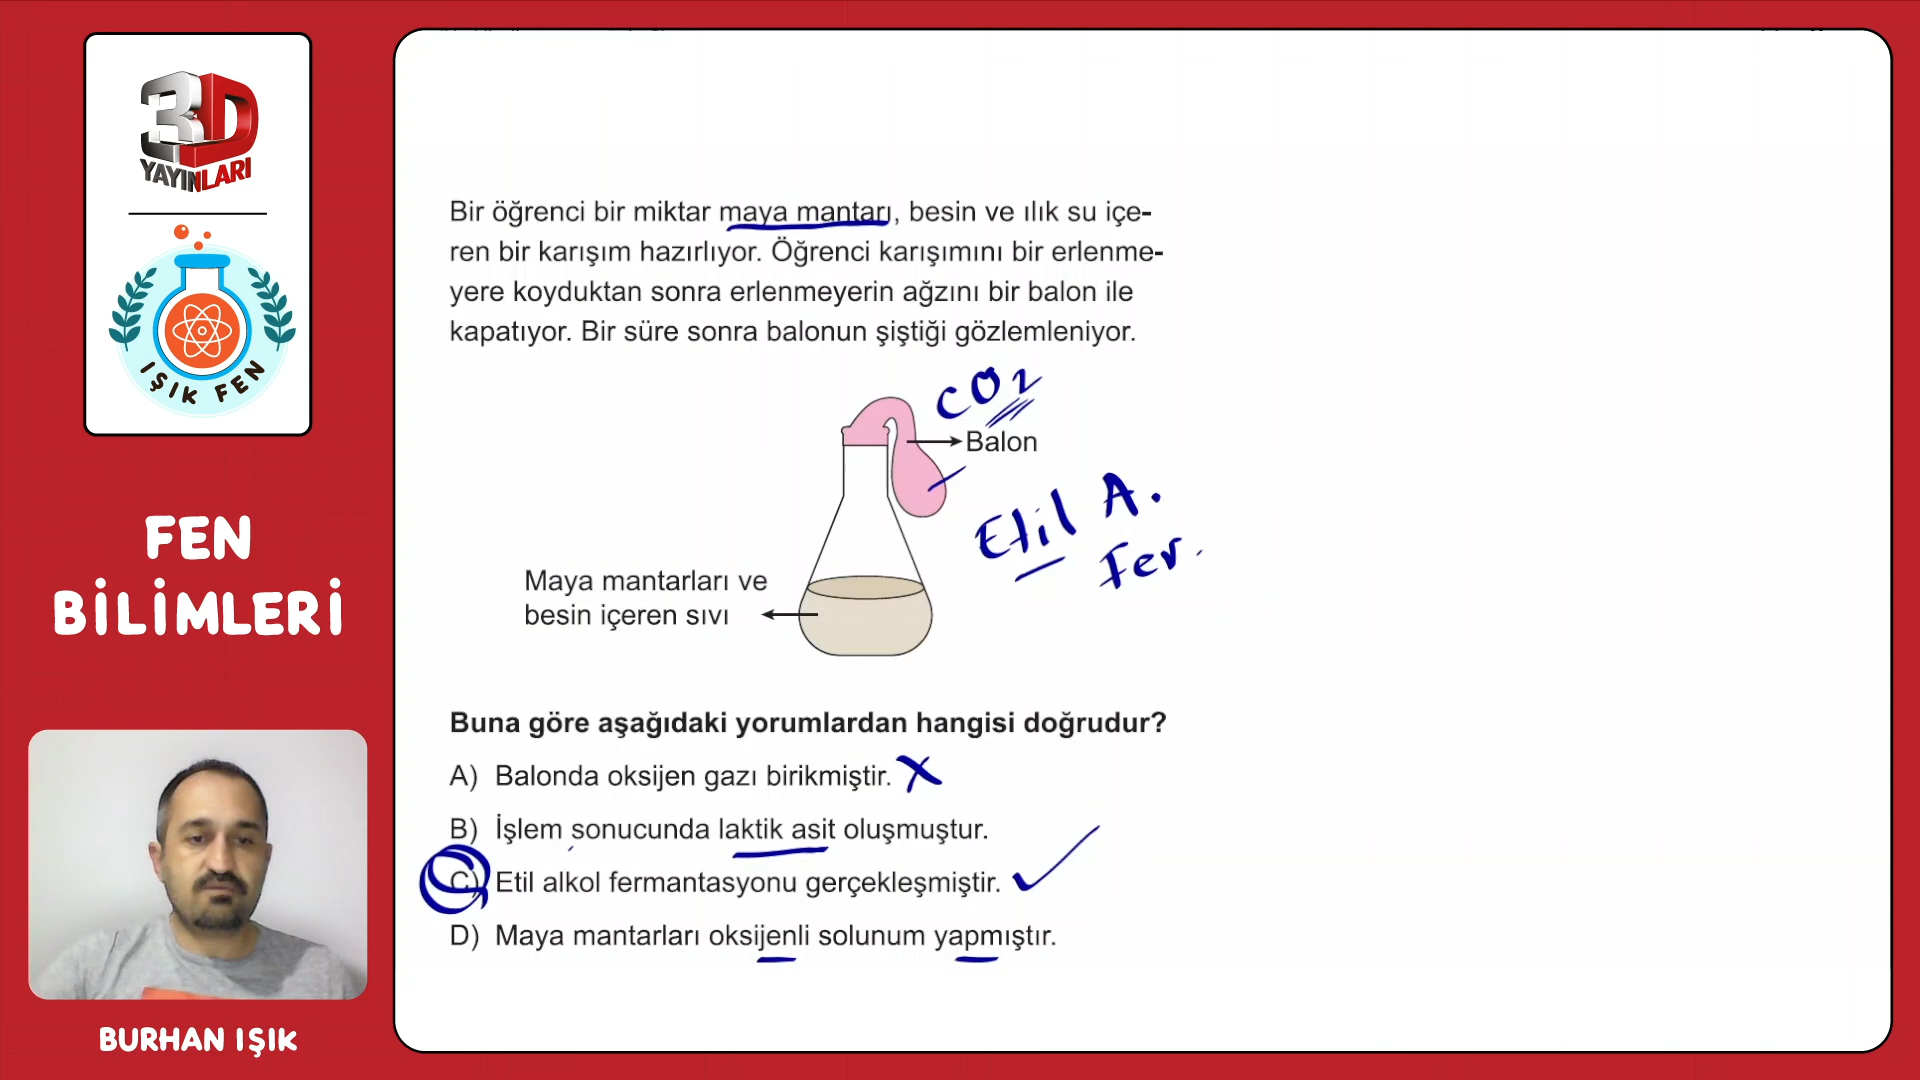 3D
YAYINLARI
IŞIK FEN
FEN
BİLİMLERİ
BURHAN IŞIK
Bir öğrenci bir miktar maya mantarı, besin ve ılık su içe-
ren bir karışım hazırlıyor. Öğrenci karışımını bir erlenme-
yere koyduktan sonra erlenmeyerin ağzını bir balon ile
kapatıyor. Bir süre sonra balonun şiştiği gözlemleniyor.
CO2
Balon
Etil A.
Fer.
Maya mantarları ve
besin içeren sıvı
Buna göre aşağıdaki yorumlardan hangisi doğrudur?
A) Balonda oksijen gazı birikmiştir.
B) İşlem sonucunda laktik asit oluşmuştur.
C) Etil alkol fermantasyonu gerçekleşmiştir.
D) Maya mantarları oksijenli solunum yapmıştır.